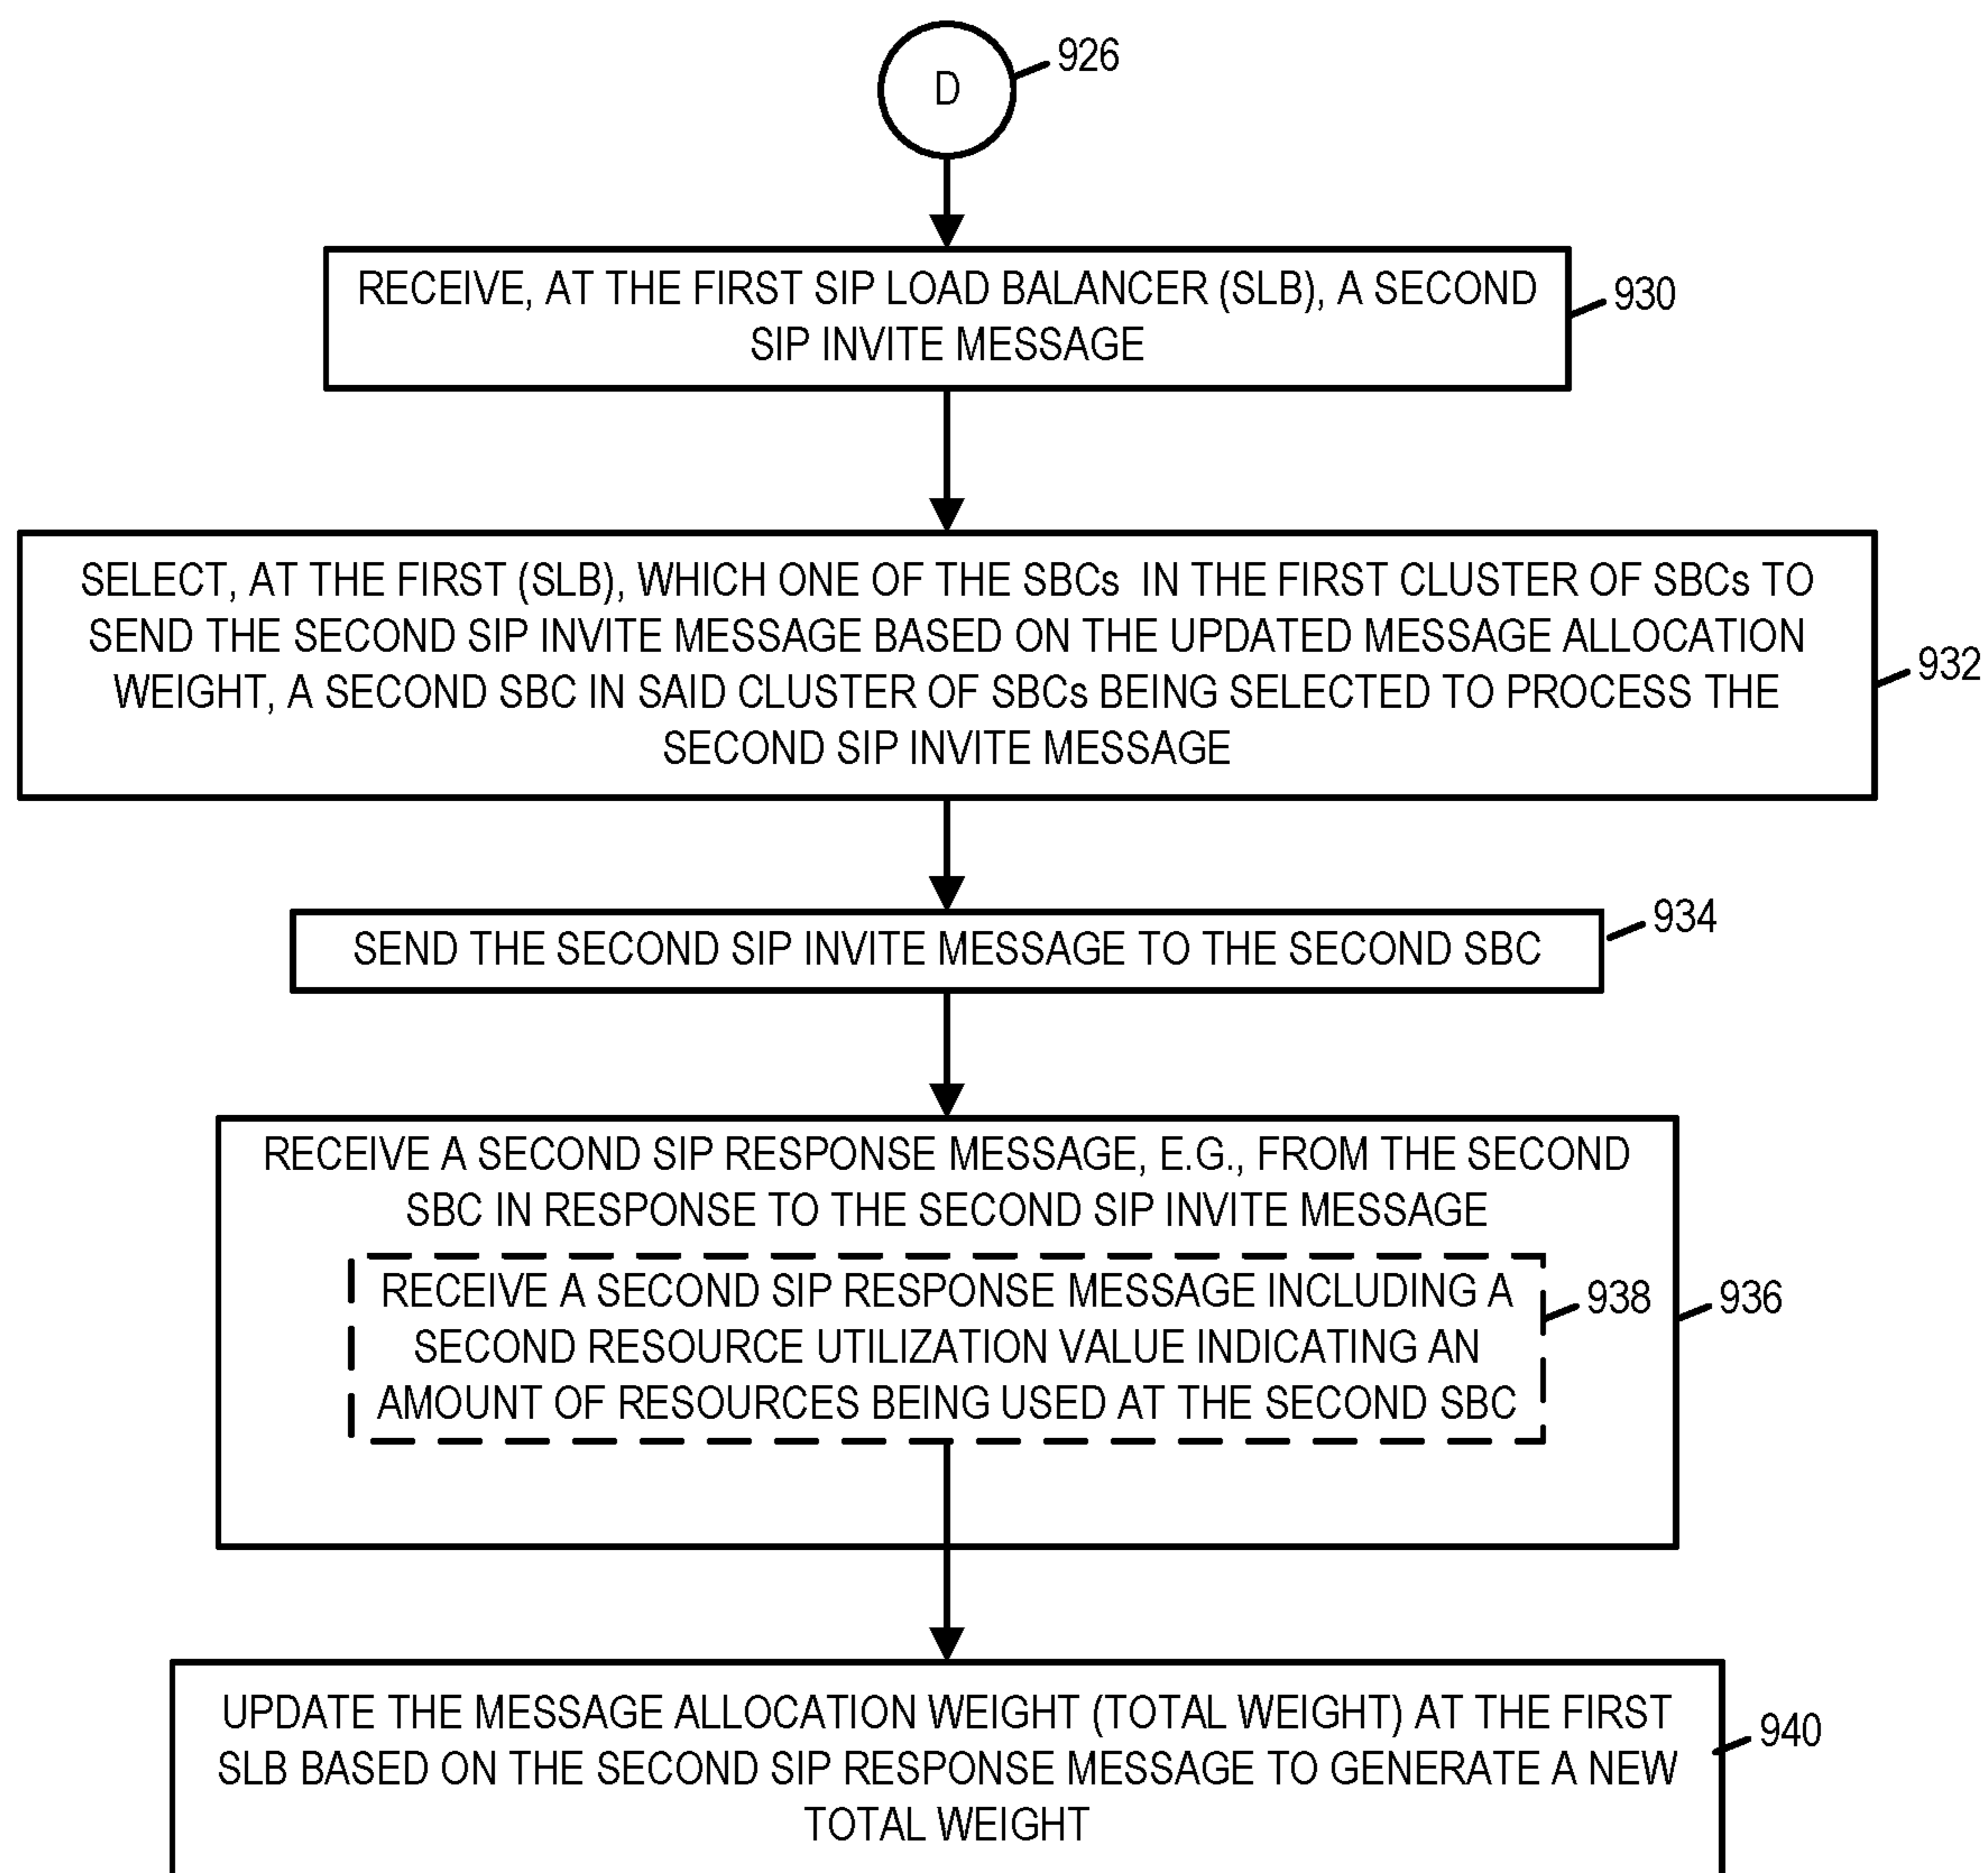 D
926
RECEIVE, AT THE FIRST SIP LOAD BALANCER (SLB), A SECOND
SIP INVITE MESSAGE
930
SELECT, AT THE FIRST (SLB), WHICH ONE OF THE SBCs IN THE FIRST CLUSTER OF SBCs TO
SEND THE SECOND SIP INVITE MESSAGE BASED ON THE UPDATED MESSAGE ALLOCATION
WEIGHT, A SECOND SBC IN SAID CLUSTER OF SBCs BEING SELECTED TO PROCESS THE
SECOND SIP INVITE MESSAGE
932
SEND THE SECOND SIP INVITE MESSAGE TO THE SECOND SBC
934
RECEIVE A SECOND SIP RESPONSE MESSAGE, E.G., FROM THE SECOND
SBC IN RESPONSE TO THE SECOND SIP INVITE MESSAGE
RECEIVE A SECOND SIP RESPONSE MESSAGE INCLUDING A
SECOND RESOURCE UTILIZATION VALUE INDICATING AN
AMOUNT OF RESOURCES BEING USED AT THE SECOND SBC
938
936
UPDATE THE MESSAGE ALLOCATION WEIGHT (TOTAL WEIGHT) AT THE FIRST
SLB BASED ON THE SECOND SIP RESPONSE MESSAGE TO GENERATE A NEW
TOTAL WEIGHT
940